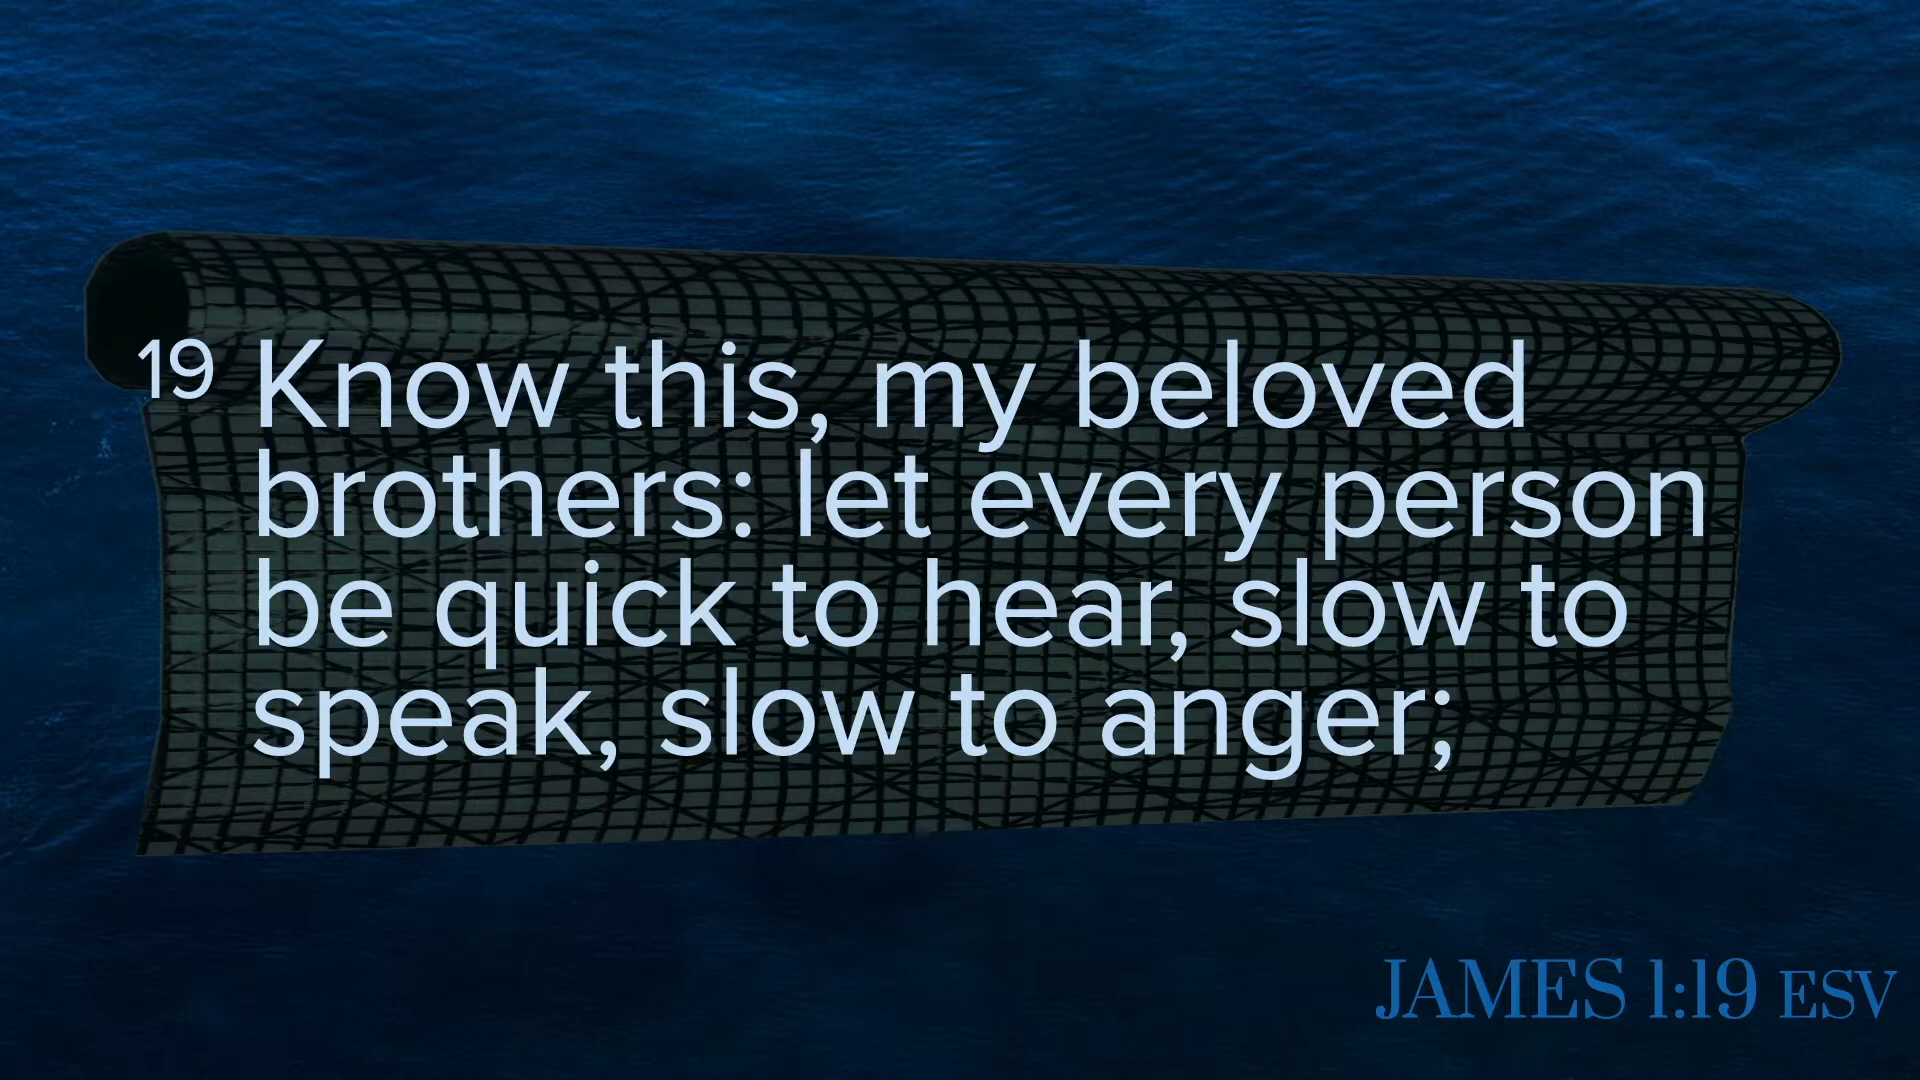 19 Know this, my beloved
brothers: let every person
be quick to hear, slow to
speak, slow to anger;
JAMES 1:19 ESV